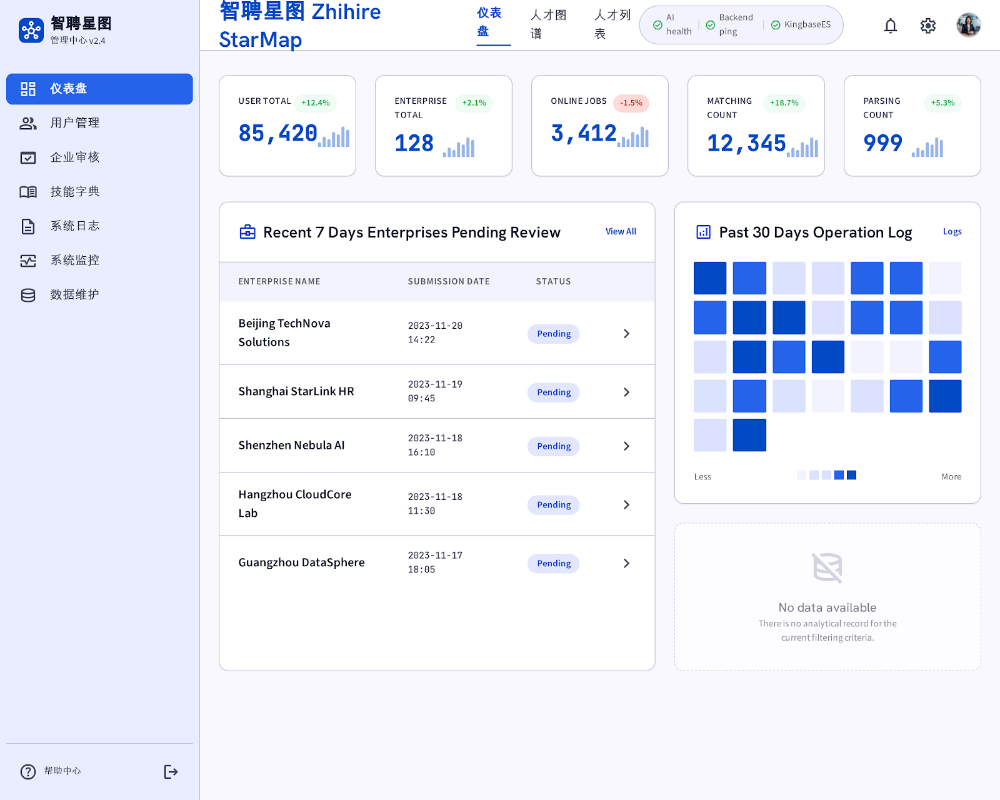 智聘星图
管理中心 v2.4
仪表盘
用户管理
企业审核
技能字典
系统日志
系统监控
数据维护
帮助中心
智聘星图 Zhihire
StarMap
仪表
盘
人才图
谱
人才列
表
AI
health
Backend
ping
KingbaseES
USER TOTAL
+12.4%
85,420
ENTERPRISE
TOTAL
+2.1%
128
ONLINE JOBS
-1.5%
3,412
MATCHING
COUNT
+18.7%
12,345
PARSING
COUNT
+5.3%
999
Recent 7 Days Enterprises Pending Review
View All
ENTERPRISE NAME
SUBMISSION DATE
STATUS
Beijing TechNova
Solutions
2023-11-20
14:22
Pending
Shanghai StarLink HR
2023-11-19
09:45
Pending
Shenzhen Nebula AI
2023-11-18
16:10
Pending
Hangzhou CloudCore
Lab
2023-11-18
11:30
Pending
Guangzhou DataSphere
2023-11-17
18:05
Pending
Past 30 Days Operation Log
Logs
Less
More
No data available
There is no analytical record for the
current filtering criteria.